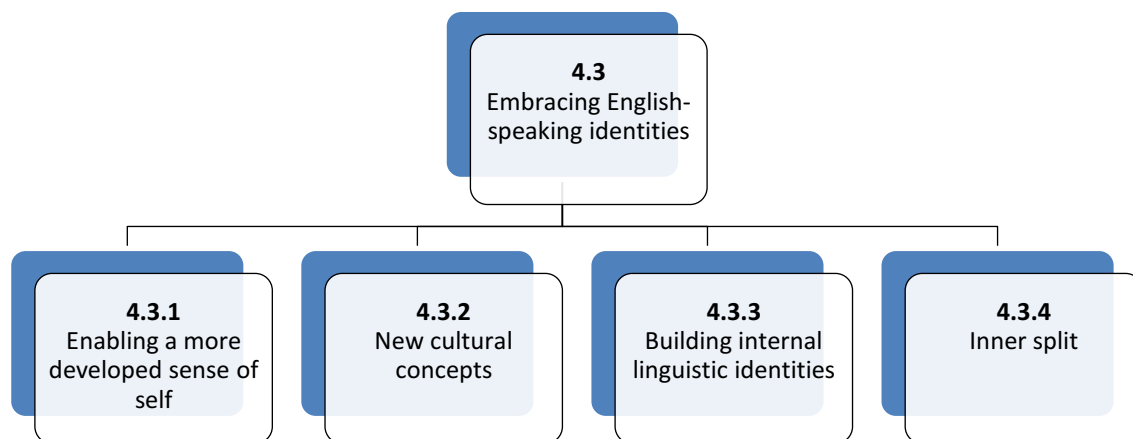 4.3
Embracing English-
speaking identities
4.3.1
Enabling a more
developed sense of
self
4.3.2
New cultural
concepts
4.3.3
Building internal
linguistic identities
4.3.4
Inner split